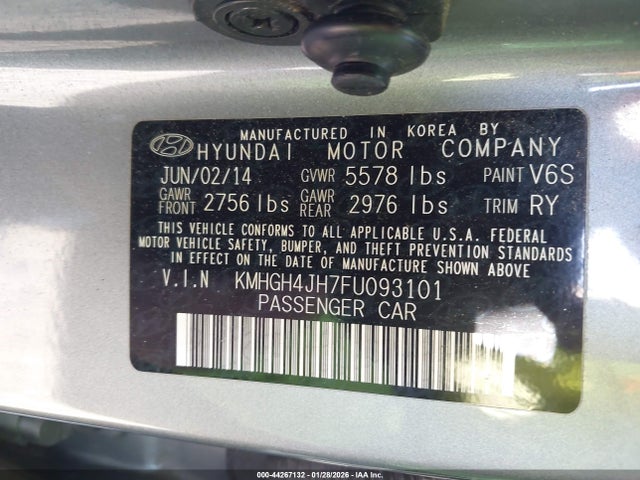 MANUFACTURED IN KOREA BY
HYUNDAI MOTOR COMPANY
JUN/02/14 GVWR 5578 lbs PAINT V6S
GAWR FRONT 2756 lbs GAWR REAR 2976 lbs TRIM RY
THIS VEHICLE CONFORMS TO ALL APPLICABLE U.S.A. FEDERAL
MOTOR VEHICLE SAFETY, BUMPER, AND THEFT PREVENTION STANDARDS
IN EFFECT ON THE DATE OF MANUFACTURE SHOWN ABOVE
V.I.N KMHGH4JH7FU093101
PASSENGER CAR
000-44267132 - 01/28/2026 - © IAA Inc.